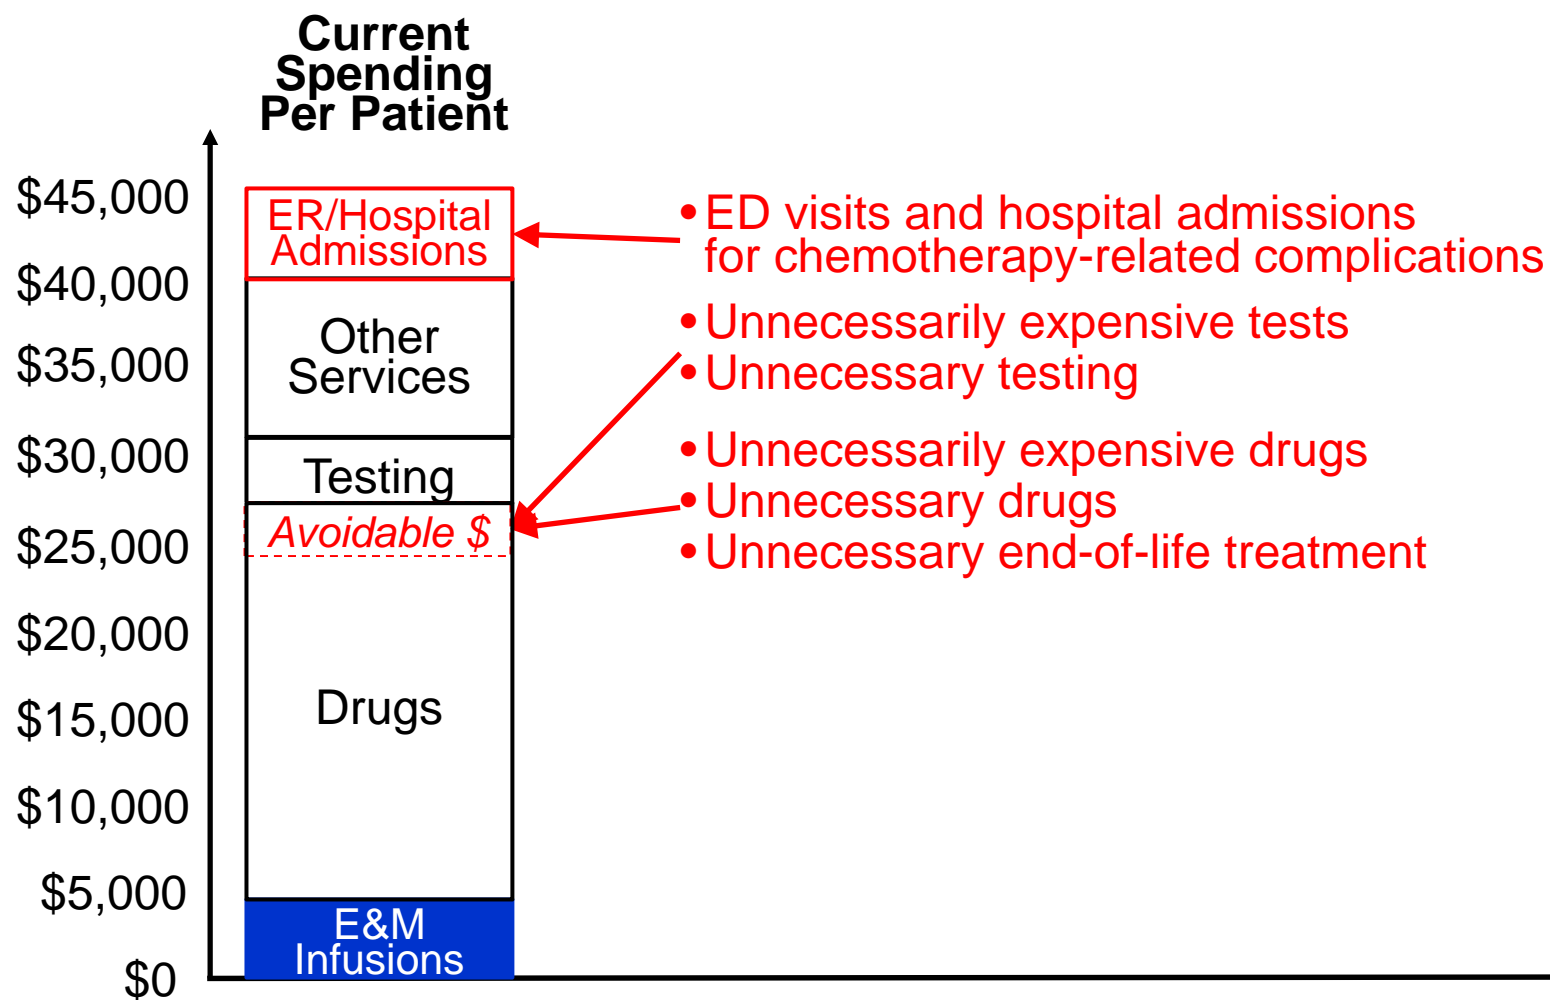 Current
Spending
Per Patient
$45,000
$40,000
$35,000
$30,000
$25,000
$20,000
$15,000
$10,000
$5,000
$0
ER/Hospital
Admissions
Other
Services
Testing
Avoidable $
Drugs
E&M
Infusions
•ED visits and hospital admissions
for chemotherapy-related complications
•Unnecessarily expensive tests
•Unnecessary testing
•Unnecessarily expensive drugs
•Unnecessary drugs
•Unnecessary end-of-life treatment